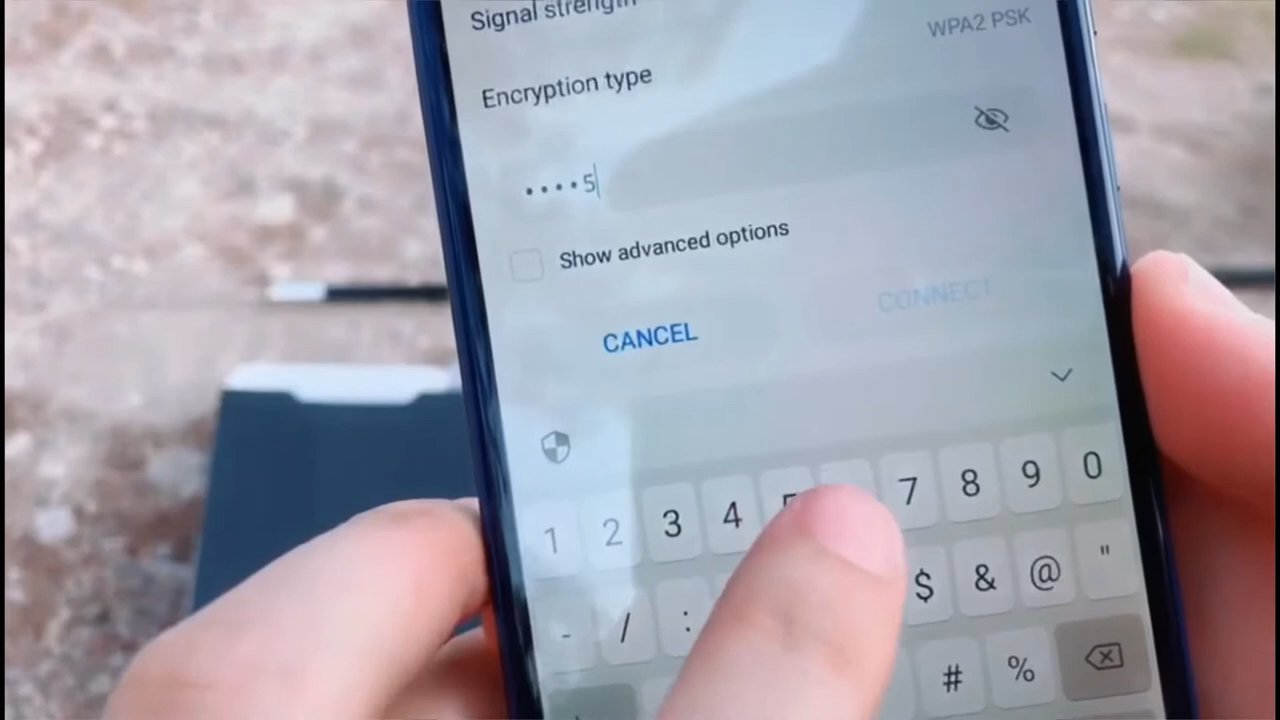 Signal strength
WPA2 PSK
Encryption type
••••5
Show advanced options
CANCEL
CONNECT
1 2 3 4 5 7 8 9 0
- / : $ & @ "
# %